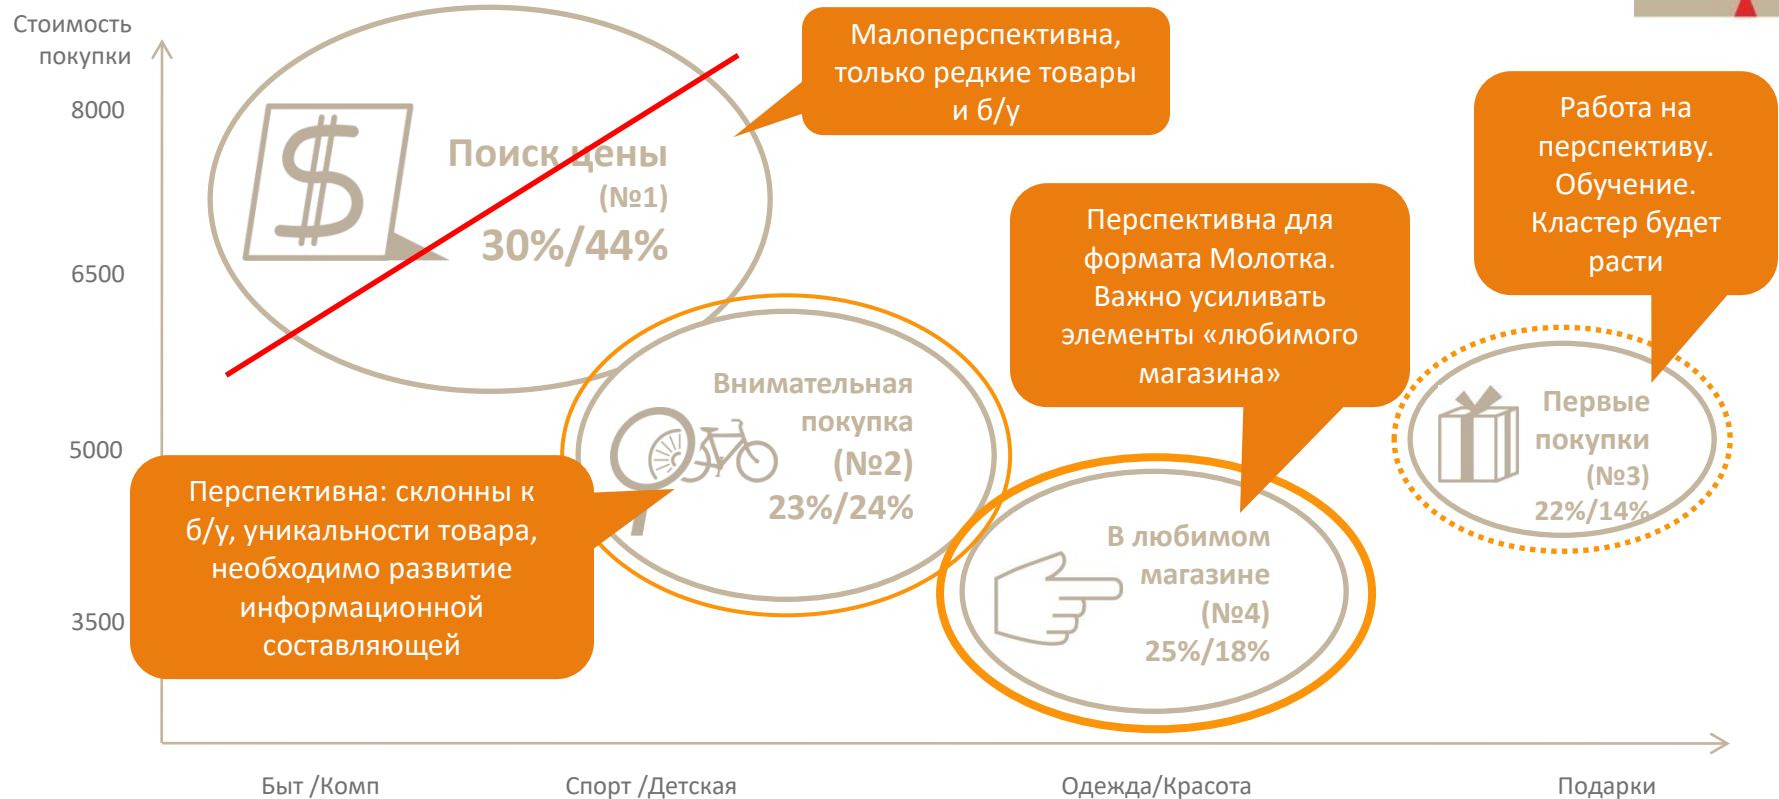 Стоимость
покупки
8000
6500
5000
3500
Поиск цены
(№1)
30%/44%
Малоперспективна,
только редкие товары
и б/у
Внимательная
покупка
(№2)
23%/24%
Перспективна: склонны к
б/у, уникальности товара,
необходимо развитие
информационной
составляющей
Перспективна для
формата Молотка.
Важно усиливать
элементы «любимого
магазина»
В любимом
магазине
(№4)
25%/18%
Работа на
перспективу.
Обучение.
Кластер будет
расти
Первые
покупки
(№3)
22%/14%
Быт /Комп
Спорт /Детская
Одежда/Красота
Подарки